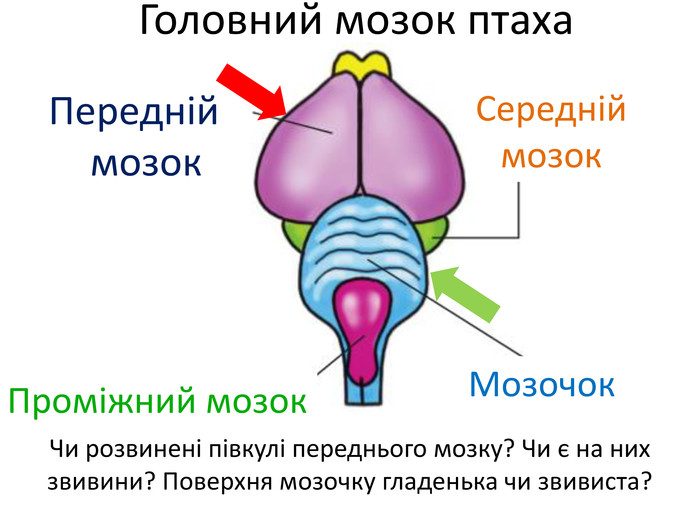 Головний мозок птаха
Передній
мозок
Середній
мозок
Мозочок
Проміжний мозок
Чи розвинені півкулі переднього мозку? Чи є на них
звивини? Поверхня мозочку гладенька чи звивиста?